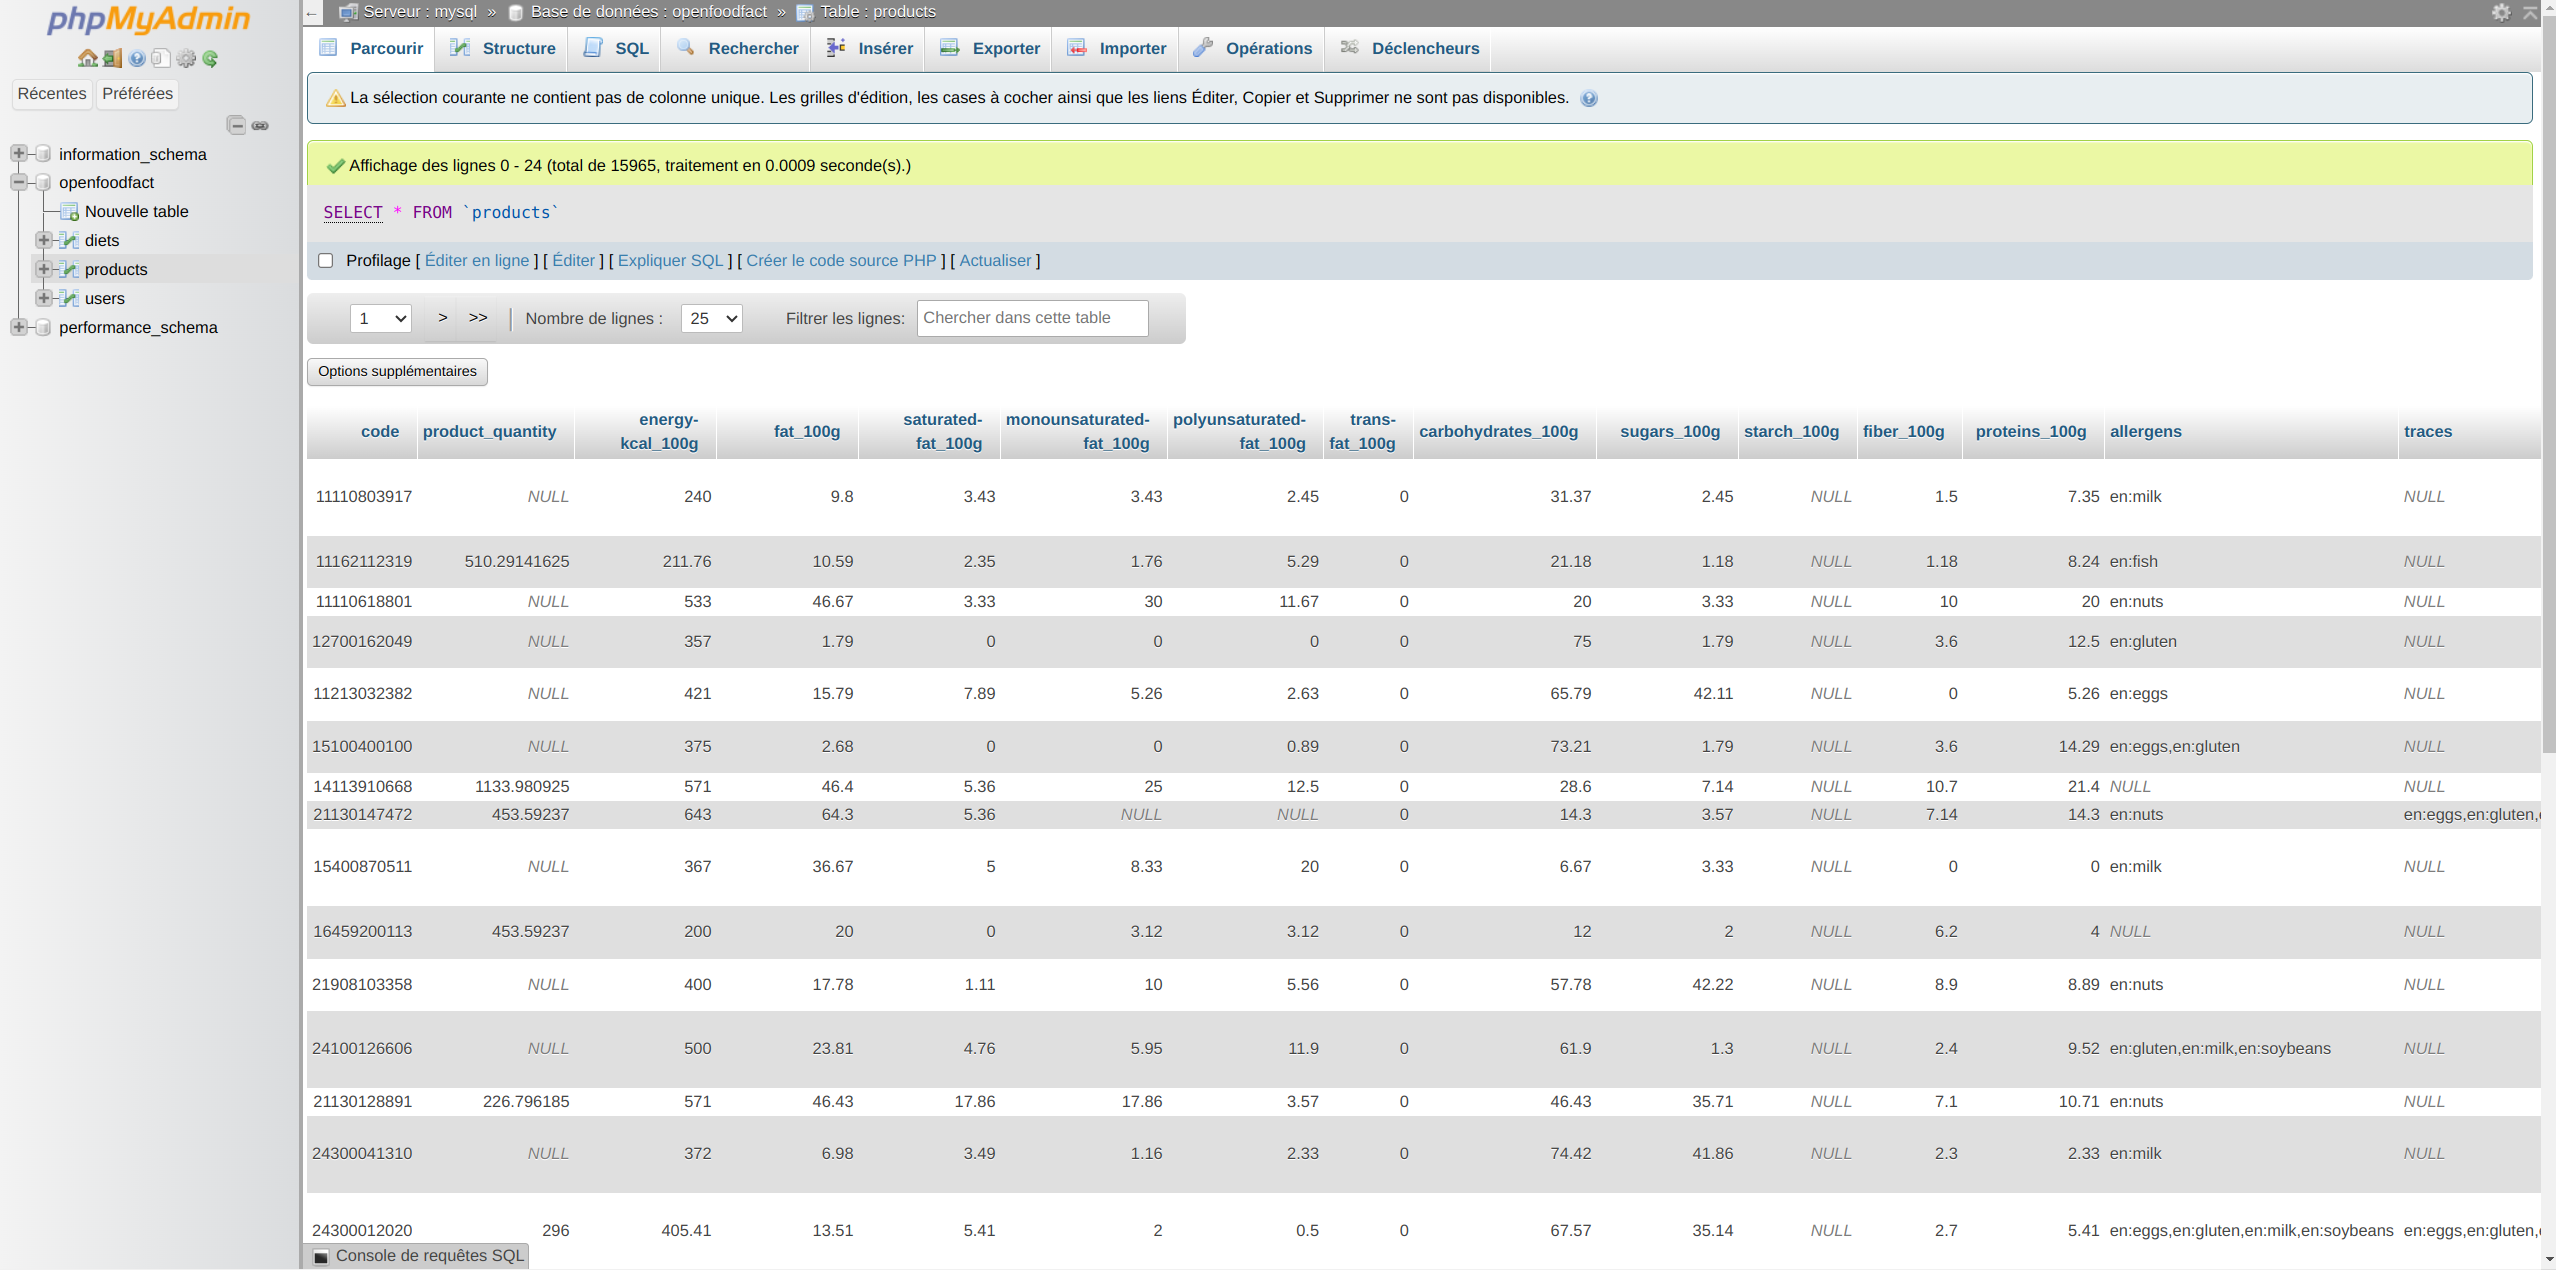 phpMyAdmin
Récentes Préférées
information_schema
openfoodfact
Nouvelle table
diets
products
users
performance_schema
← Serveur : mysql » Base de données : openfoodfact » Table : products
Parcourir Structure SQL Rechercher Insérer Exporter Importer Opérations Déclencheurs
La sélection courante ne contient pas de colonne unique. Les grilles d'édition, les cases à cocher ainsi que les liens Éditer, Copier et Supprimer ne sont pas disponibles.
Affichage des lignes 0 - 24 (total de 15965, traitement en 0.0009 seconde(s).)
SELECT * FROM `products`
Profilage [ Éditer en ligne ] [ Éditer ] [ Expliquer SQL ] [ Créer le code source PHP ] [ Actualiser ]
1 > >> | Nombre de lignes : 25 Filtrer les lignes: Chercher dans cette table
Options supplémentaires
code product_quantity energy-kcal_100g fat_100g saturated-fat_100g monounsaturated-fat_100g polyunsaturated-fat_100g trans-fat_100g carbohydrates_100g sugars_100g starch_100g fiber_100g proteins_100g allergens traces
11110803917 NULL 240 9.8 3.43 3.43 2.45 0 31.37 2.45 NULL 1.5 7.35 en:milk NULL
11162112319 510.29141625 211.76 10.59 2.35 1.76 5.29 0 21.18 1.18 NULL 1.18 8.24 en:fish NULL
11110618801 NULL 533 46.67 3.33 30 11.67 0 20 3.33 NULL 10 20 en:nuts NULL
12700162049 NULL 357 1.79 0 0 0 0 75 1.79 NULL 3.6 12.5 en:gluten NULL
11213032382 NULL 421 15.79 7.89 5.26 2.63 0 65.79 42.11 NULL 0 5.26 en:eggs NULL
15100400100 NULL 375 2.68 0 0 0.89 0 73.21 1.79 NULL 3.6 14.29 en:eggs,en:gluten NULL
14113910668 1133.980925 571 46.4 5.36 25 12.5 0 28.6 7.14 NULL 10.7 21.4 NULL NULL
21130147472 453.59237 643 64.3 5.36 NULL NULL 0 14.3 3.57 NULL 7.14 14.3 en:nuts en:eggs,en:gluten,
15400870511 NULL 367 36.67 5 8.33 20 0 6.67 3.33 NULL 0 0 en:milk NULL
16459200113 453.59237 200 20 0 3.12 3.12 0 12 2 NULL 6.2 4 NULL NULL
21908103358 NULL 400 17.78 1.11 10 5.56 0 57.78 42.22 NULL 8.9 8.89 en:nuts NULL
24100126606 NULL 500 23.81 4.76 5.95 11.9 0 61.9 1.3 NULL 2.4 9.52 en:gluten,en:milk,en:soybeans NULL
21130128891 226.796185 571 46.43 17.86 17.86 3.57 0 46.43 35.71 NULL 7.1 10.71 en:nuts NULL
24300041310 NULL 372 6.98 3.49 1.16 2.33 0 74.42 41.86 NULL 2.3 2.33 en:milk NULL
24300012020 296 405.41 13.51 5.41 2 0.5 0 67.57 35.14 NULL 2.7 5.41 en:eggs,en:gluten,en:milk,en:soybeans en:eggs,en:gluten,
Console de requêtes SQL